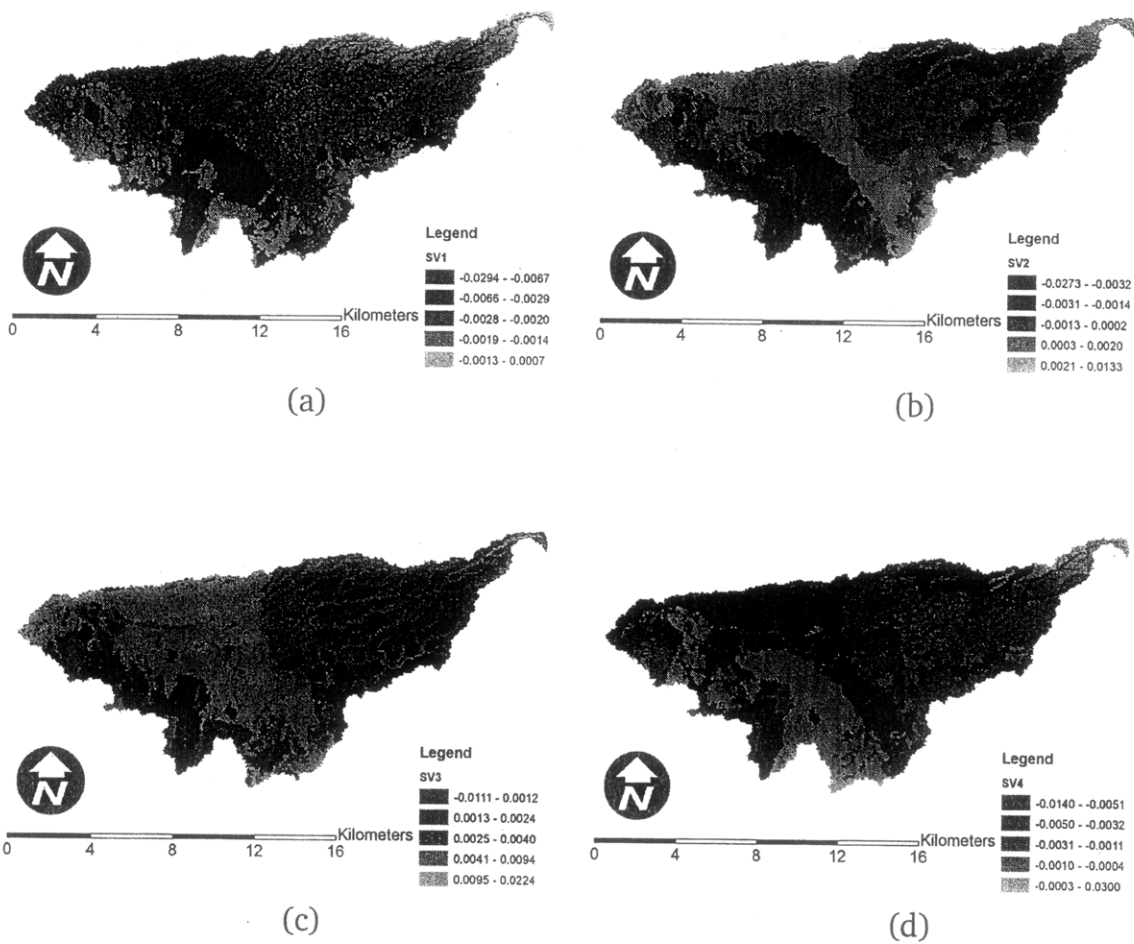 N
Legend
SV1
-0.0294 - -0.0067
-0.0066 - -0.0029
-0.0028 - -0.0020
-0.0019 - -0.0014
-0.0013 - 0.0007
Kilometers
0 4 8 12 16
(a)
N
Legend
SV2
-0.0273 - -0.0032
-0.0031 - -0.0014
-0.0013 - 0.0002
0.0003 - 0.0020
0.0021 - 0.0133
Kilometers
0 4 8 12 16
(b)
N
Legend
SV3
-0.0111 - 0.0012
0.0013 - 0.0024
0.0025 - 0.0040
0.0041 - 0.0094
0.0095 - 0.0224
Kilometers
0 4 8 12 16
(c)
N
Legend
SV4
-0.0140 - -0.0051
-0.0050 - -0.0032
-0.0031 - -0.0011
-0.0010 - -0.0004
-0.0003 - 0.0300
Kilometers
0 4 8 12 16
(d)